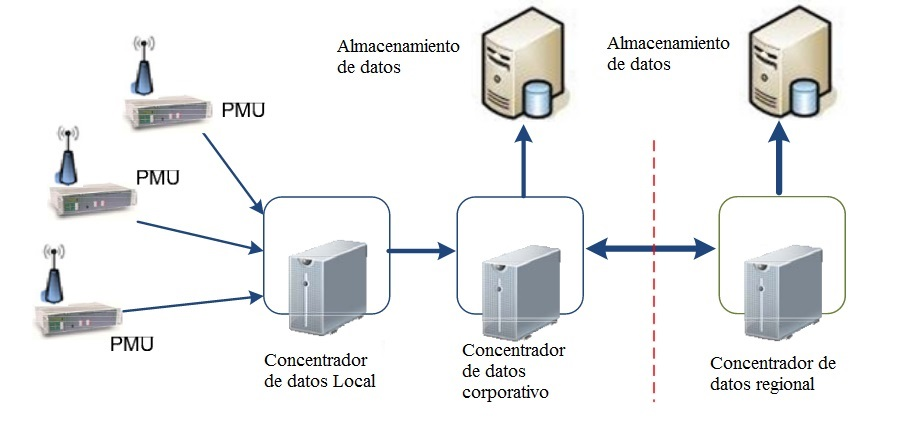 Almacenamiento
de datos
Almacenamiento
de datos
PMU
PMU
PMU
Concentrador
de datos Local
Concentrador
de datos
corporativo
Concentrador de
datos regional